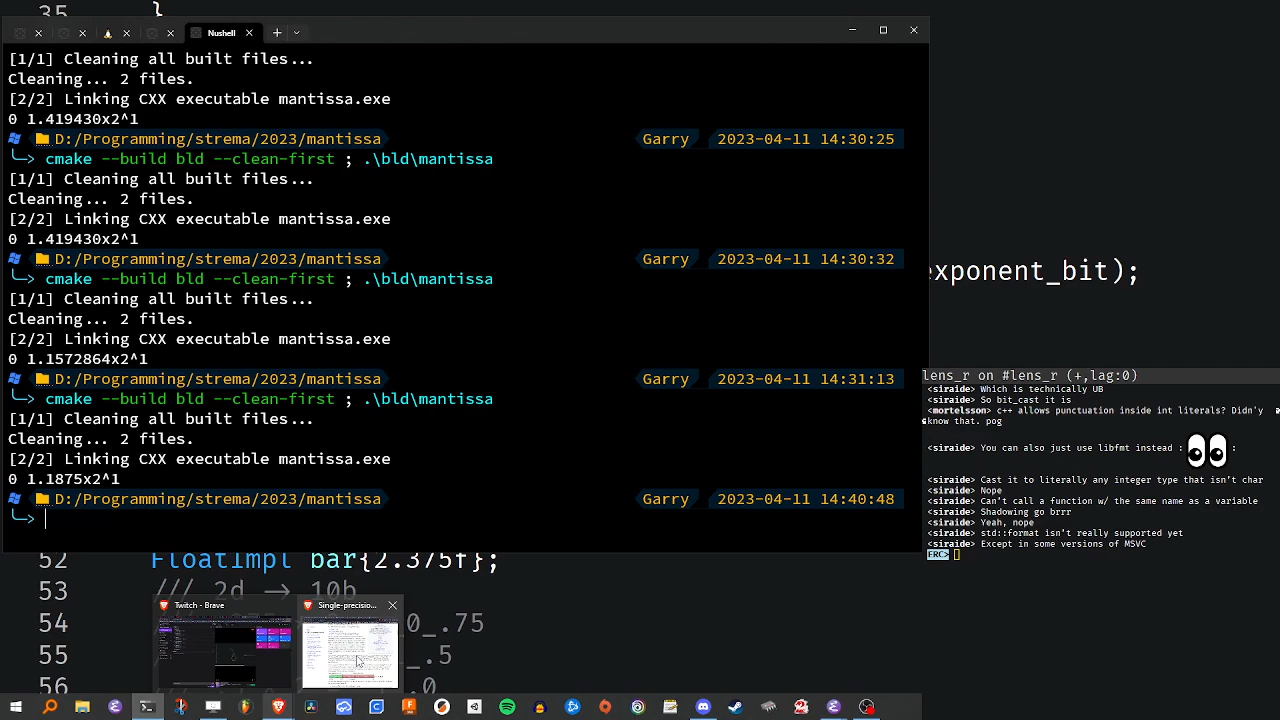 35 }
Nushell
[1/1] Cleaning all built files...
Cleaning... 2 files.
[2/2] Linking CXX executable mantissa.exe
0 1.419430x2^1
D:/Programming/strema/2023/mantissa Garry 2023-04-11 14:30:25
cmake --build bld --clean-first ; .\bld\mantissa
[1/1] Cleaning all built files...
Cleaning... 2 files.
[2/2] Linking CXX executable mantissa.exe
0 1.419430x2^1
D:/Programming/strema/2023/mantissa Garry 2023-04-11 14:30:32
cmake --build bld --clean-first ; .\bld\mantissa
[1/1] Cleaning all built files...
Cleaning... 2 files.
[2/2] Linking CXX executable mantissa.exe
0 1.1572864x2^1
D:/Programming/strema/2023/mantissa Garry 2023-04-11 14:31:13
cmake --build bld --clean-first ; .\bld\mantissa
[1/1] Cleaning all built files...
Cleaning... 2 files.
[2/2] Linking CXX executable mantissa.exe
0 1.1875x2^1
D:/Programming/strema/2023/mantissa Garry 2023-04-11 14:40:48
exponent_bit);
lens_r on #lens_r (+,lag:0)
<siraide> Which is technically UB
<siraide> So bit_cast it is
<mortelsson> c++ allows punctuation inside int literals? Didn'y
know that. pog
<siraide> You can also just use libfmt instead : :
<siraide> Cast it to literally any integer type that isn't char
<siraide> Nope
<siraide> Can't call a function w/ the same name as a variable
<siraide> Shadowing go brrr
<siraide> Yeah, nope
<siraide> std::format isn't really supported yet
<siraide> Except in some versions of MSVC
ERC>
52 FloatImpl bar{2.375f};
53 /// 2d -> 10b
54 0_.75
55 _.5
56 .0
Twitch - Brave
Single-precisio...